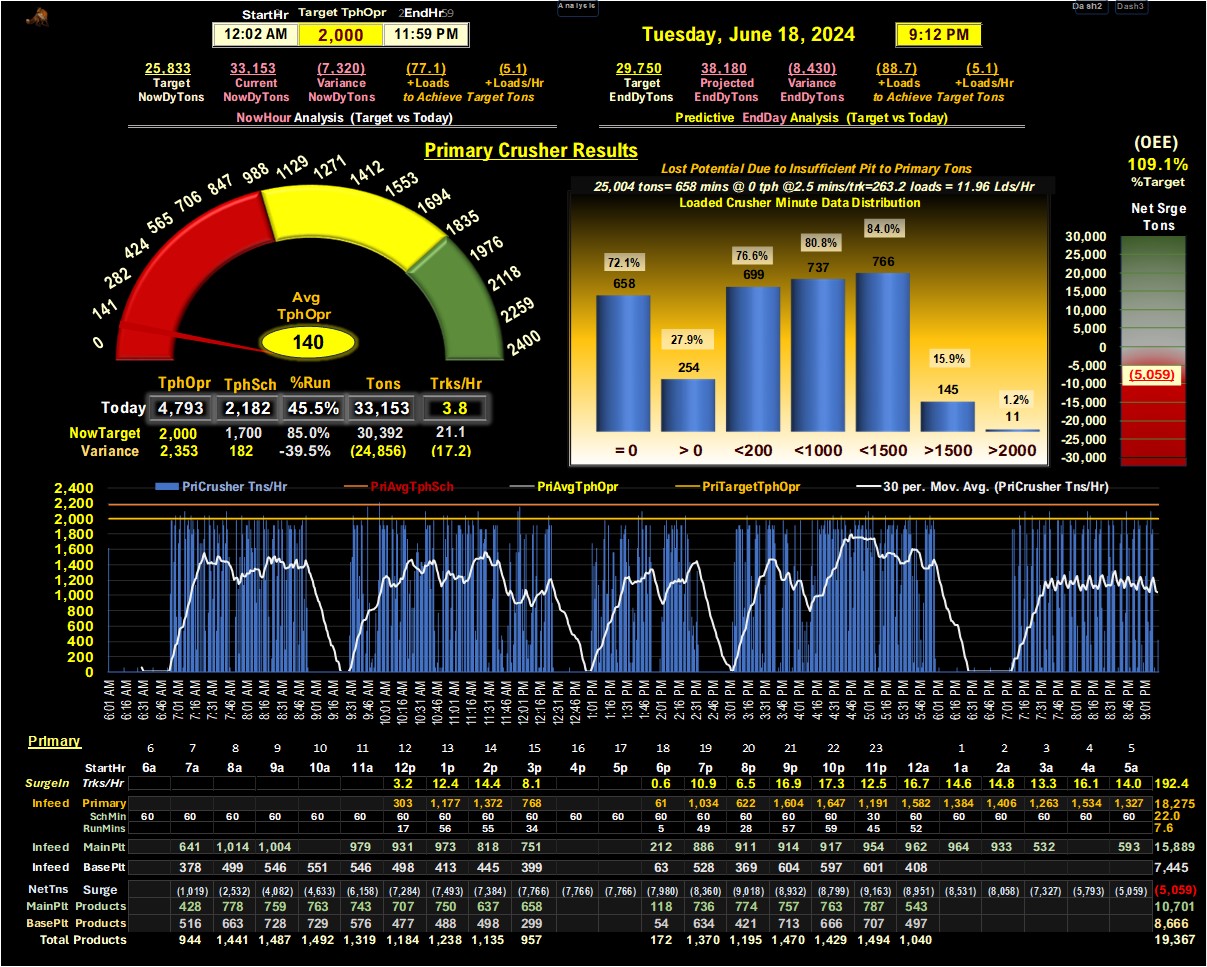 StartHr Target TphOpr EndHr
12:02 AM 2,000 11:59 PM
Analysis
Dash2 Dash3
Tuesday, June 18, 2024 9:12 PM
25,833 33,153 (7,320) (77.1) (5.1)
Target Current Variance +Loads +Loads/Hr
NowDyTons NowDyTons NowDyTons to Achieve Target Tons
NowHour Analysis (Target vs Today)
29,750 38,180 (8,430) (88.7) (5.1)
Target Projected Variance +Loads +Loads/Hr
EndDyTons EndDyTons EndDyTons to Achieve Target Tons
Predictive EndDay Analysis (Target vs Today)
Primary Crusher Results
0 141 282 424 565 706 847 988 1129 1271 1412 1553 1694 1835 1976 2118 2259 2400
Avg
TphOpr
140
TphOpr TphSch %Run Tons Trks/Hr
Today 4,793 2,182 45.5% 33,153 3.8
NowTarget 2,000 1,700 85.0% 30,392 21.1
Variance 2,353 182 -39.5% (24,856) (17.2)
Lost Potential Due to Insufficient Pit to Primary Tons
25,004 tons= 658 mins @ 0 tph @2.5 mins/trk=263.2 loads = 11.96 Lds/Hr
Loaded Crusher Minute Data Distribution
72.1% 27.9% 76.6% 80.8% 84.0% 15.9% 1.2%
658 254 699 737 766 145 11
= 0 > 0 <200 <1000 <1500 >1500 >2000
(OEE)
109.1%
%Target
Net Srge
Tons
30,000
25,000
20,000
15,000
10,000
5,000
0
-5,000
(5,059)
-10,000
-15,000
-20,000
-25,000
-30,000
PriCrusher Tns/Hr PriAvgTphSch PriAvgTphOpr PriTargetTphOpr 30 per. Mov. Avg. (PriCrusher Tns/Hr)
2,400
2,200
2,000
1,800
1,600
1,400
1,200
1,000
800
600
400
200
0
6:01 AM 6:16 AM 6:31 AM 6:46 AM 7:01 AM 7:16 AM 7:31 AM 7:46 AM 8:01 AM 8:16 AM 8:31 AM 8:46 AM 9:01 AM 9:16 AM 9:31 AM 9:46 AM 10:01 AM 10:16 AM 10:31 AM 10:46 AM 11:01 AM 11:16 AM 11:31 AM 11:46 AM 12:01 PM 12:16 PM 12:31 PM 12:46 PM 1:01 PM 1:16 PM 1:31 PM 1:46 PM 2:01 PM 2:16 PM 2:31 PM 2:46 PM 3:01 PM 3:16 PM 3:31 PM 3:46 PM 4:01 PM 4:16 PM 4:31 PM 4:46 PM 5:01 PM 5:16 PM 5:31 PM 5:46 PM 6:01 PM 6:16 PM 6:31 PM 6:46 PM 7:01 PM 7:16 PM 7:31 PM 7:46 PM 8:01 PM 8:16 PM 8:31 PM 8:46 PM 9:01 PM
Primary 6 7 8 9 10 11 12 13 14 15 16 17 18 19 20 21 22 23 1 2 3 4 5
StartHr 6a 7a 8a 9a 10a 11a 12p 1p 2p 3p 4p 5p 6p 7p 8p 9p 10p 11p 12a 1a 2a 3a 4a 5a
SurgeIn Trks/Hr 3.2 12.4 14.4 8.1 0.6 10.9 6.5 16.9 17.3 12.5 16.7 14.6 14.8 13.3 16.1 14.0 192.4
Infeed Primary 303 1,177 1,372 768 61 1,034 622 1,604 1,647 1,191 1,582 1,384 1,406 1,263 1,534 1,327 18,275
SchMin 60 60 60 60 60 60 60 60 60 60 60 60 60 60 60 60 60 30 60 60 60 60 60 60 22.0
RunMins 17 56 55 34 5 49 28 57 59 45 52 7.6
Infeed MainPlt 641 1,014 1,004 979 931 973 818 751 212 886 911 914 917 954 962 964 933 532 593 15,889
Infeed BasePlt 378 499 546 551 546 498 413 445 399 63 528 369 604 597 601 408 7,445
NetTns Surge (1,019) (2,532) (4,082) (4,633) (6,158) (7,284) (7,493) (7,384) (7,766) (7,766) (7,766) (7,980) (8,360) (9,018) (8,932) (8,799) (9,163) (8,951) (8,531) (8,058) (7,327) (5,793) (5,059) (5,059)
MainPlt Products 428 778 759 763 743 707 750 637 658 118 736 774 757 763 787 543 10,701
BasePlt Products 516 663 728 729 576 477 488 498 299 54 634 421 713 666 707 497 8,666
Total Products 944 1,441 1,487 1,492 1,319 1,184 1,238 1,135 957 172 1,370 1,195 1,470 1,429 1,494 1,040 19,367